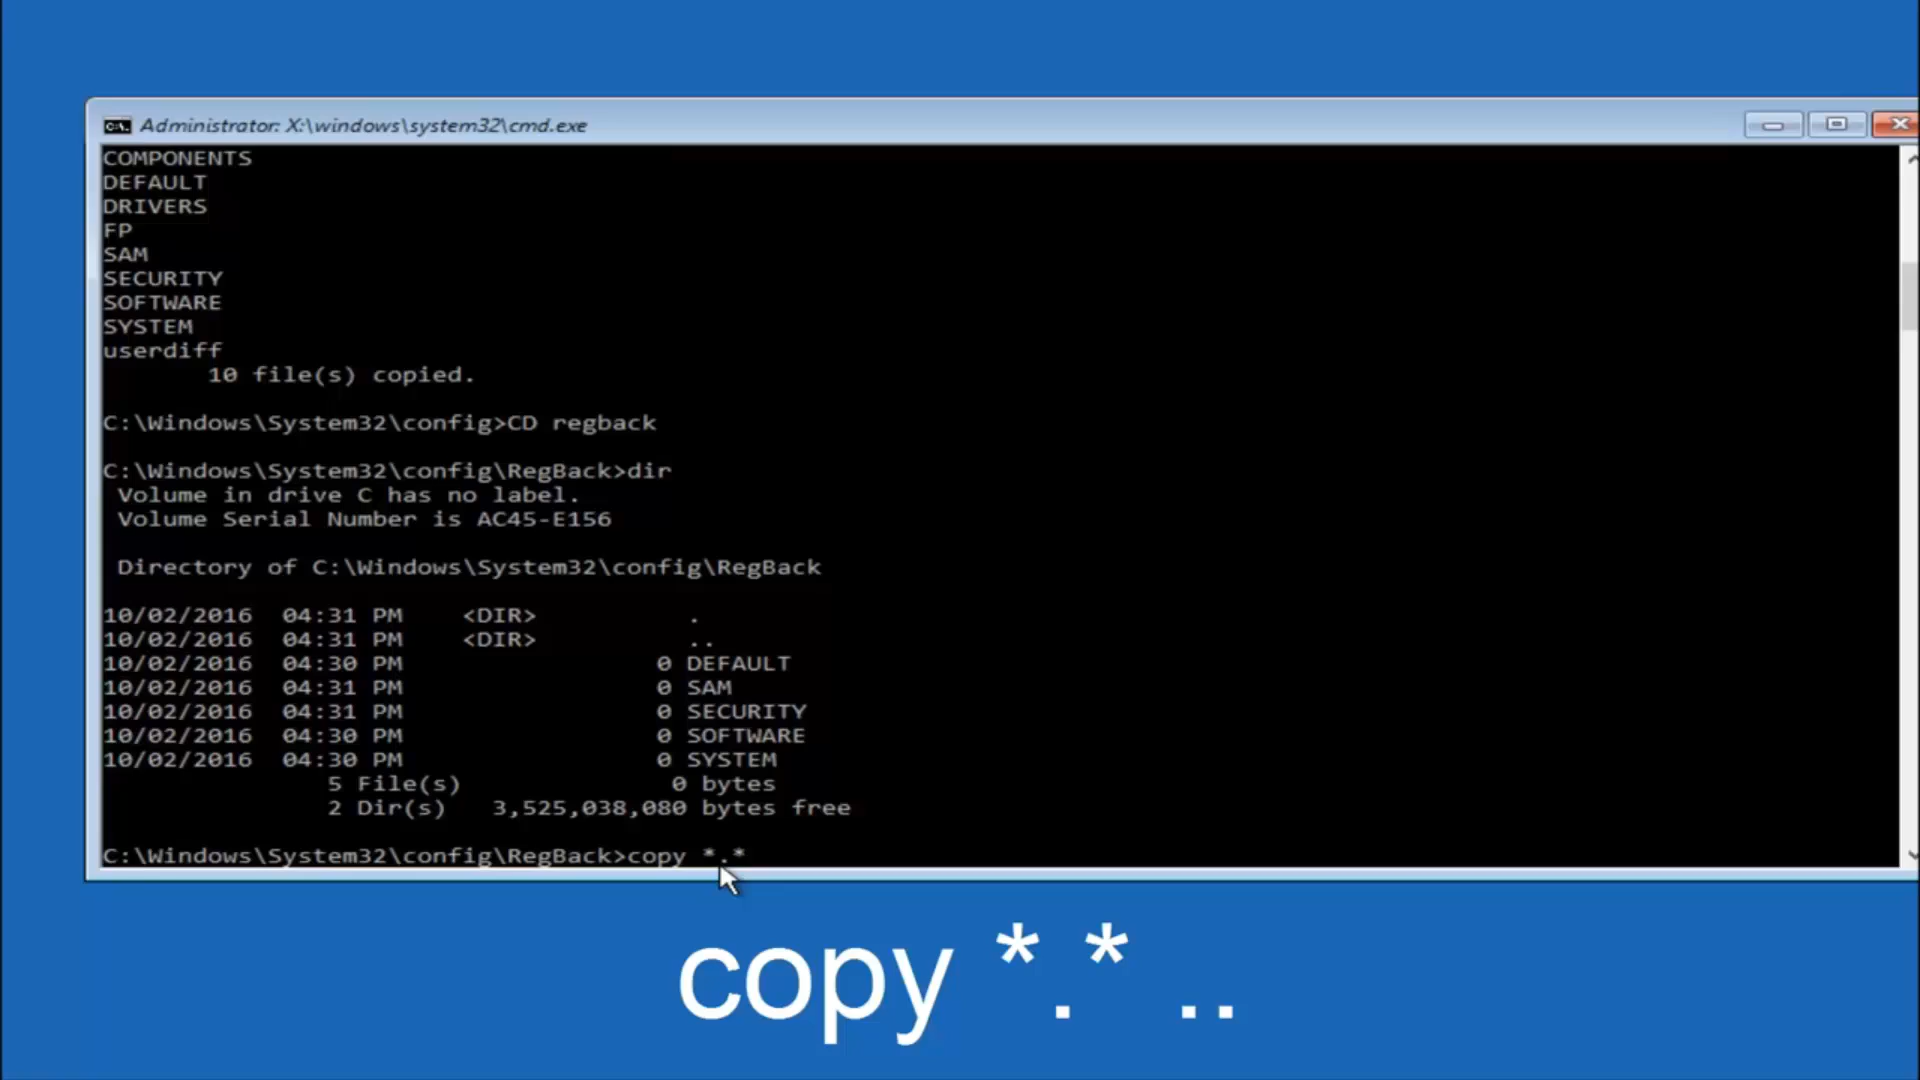 Administrator: X:\windows\system32\cmd.exe
COMPONENTS
DEFAULT
DRIVERS
FP
SAM
SECURITY
SOFTWARE
SYSTEM
userdiff
10 file(s) copied.
C:\Windows\System32\config>CD regback
C:\Windows\System32\config\RegBack>dir
Volume in drive C has no label.
Volume Serial Number is AC45-E156
Directory of C:\Windows\System32\config\RegBack
10/02/2016 04:31 PM <DIR> .
10/02/2016 04:31 PM <DIR> ..
10/02/2016 04:30 PM 0 DEFAULT
10/02/2016 04:31 PM 0 SAM
10/02/2016 04:31 PM 0 SECURITY
10/02/2016 04:30 PM 0 SOFTWARE
10/02/2016 04:30 PM 0 SYSTEM
5 File(s) 0 bytes
2 Dir(s) 3,525,038,080 bytes free
C:\Windows\System32\config\RegBack>copy *.*
copy *.* ..